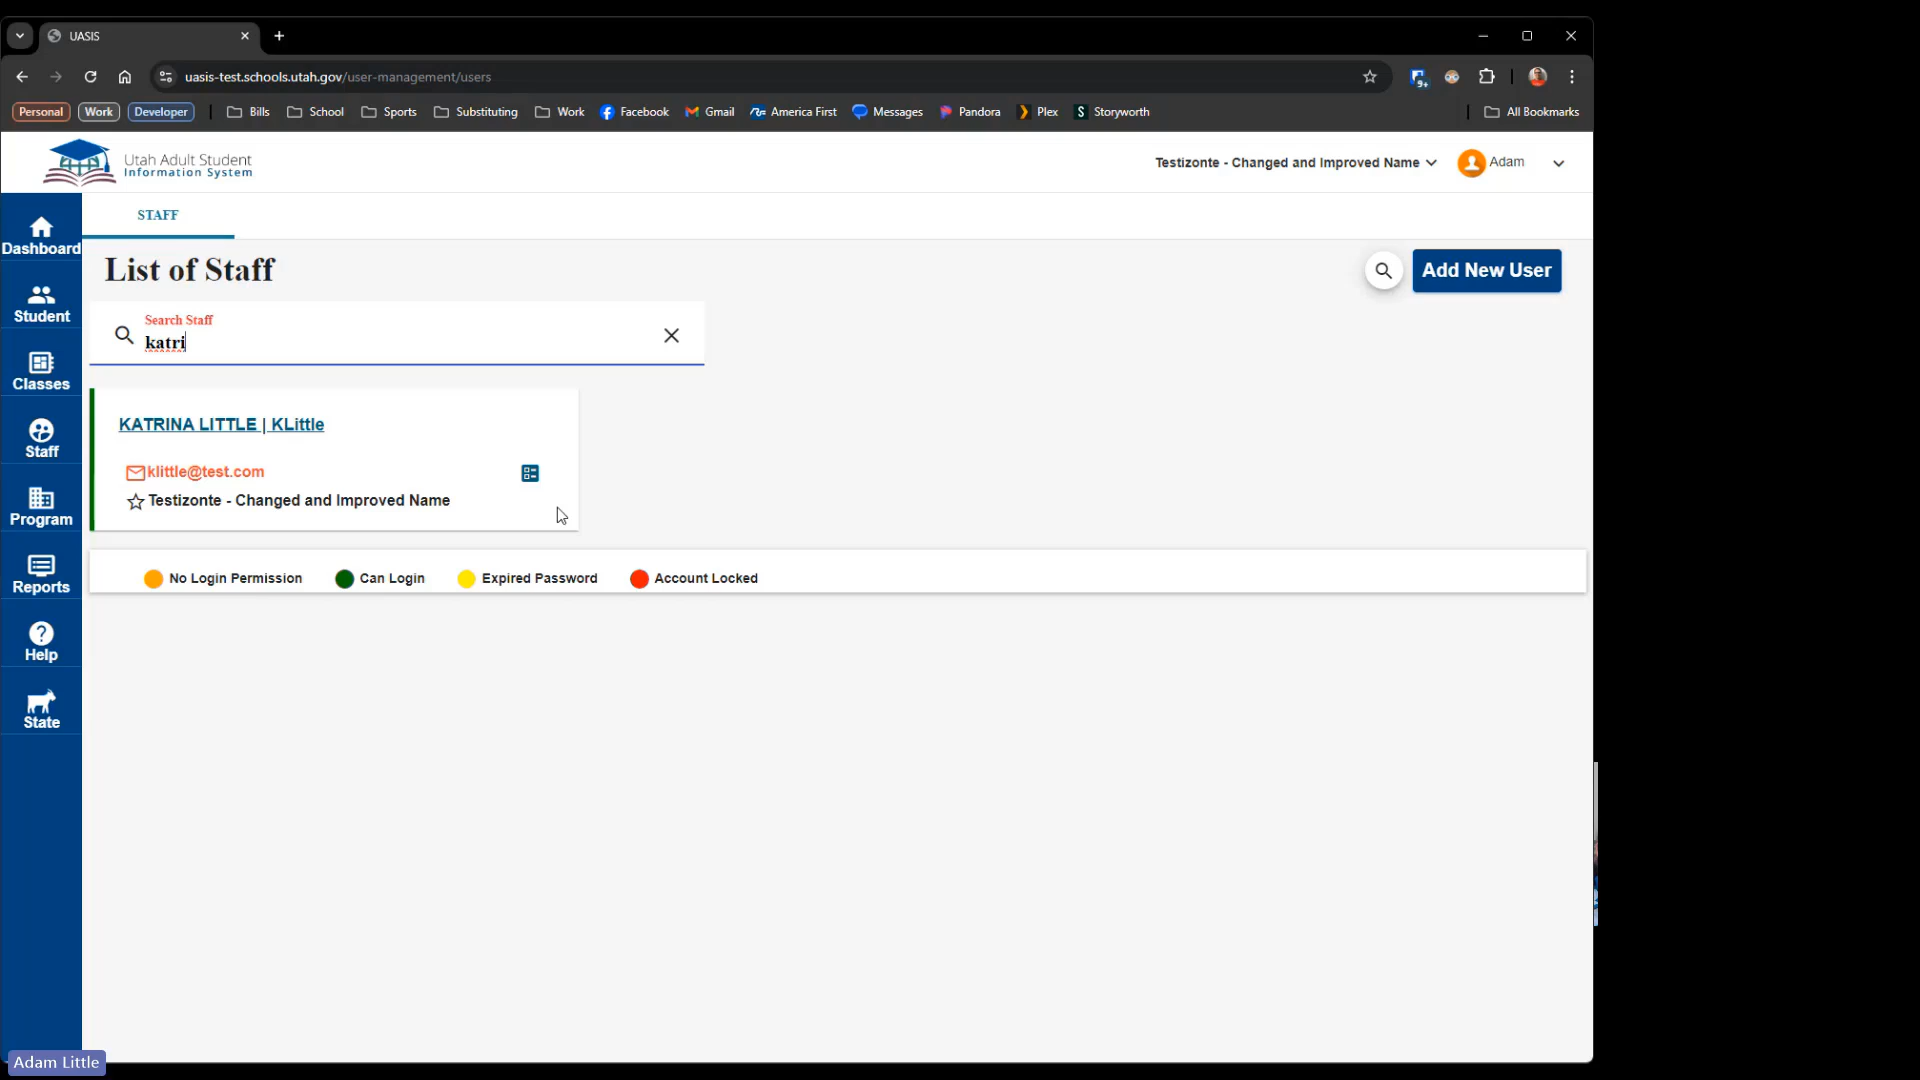 UASIS
uasis-test.schools.utah.gov/user-management/users
9+
Personal Work Developer Bills School Sports Substituting Work Facebook Gmail America First Messages Pandora Plex Storyworth All Bookmarks
Utah Adult Student
Information System
Testizonte - Changed and Improved Name Adam
STAFF
Dashboard
Student
Classes
Staff
Program
Reports
Help
State
List of Staff
Add New User
Search Staff
katri
KATRINA LITTLE | KLittle
klittle@test.com
Testizonte - Changed and Improved Name
No Login Permission Can Login Expired Password Account Locked
Adam Little